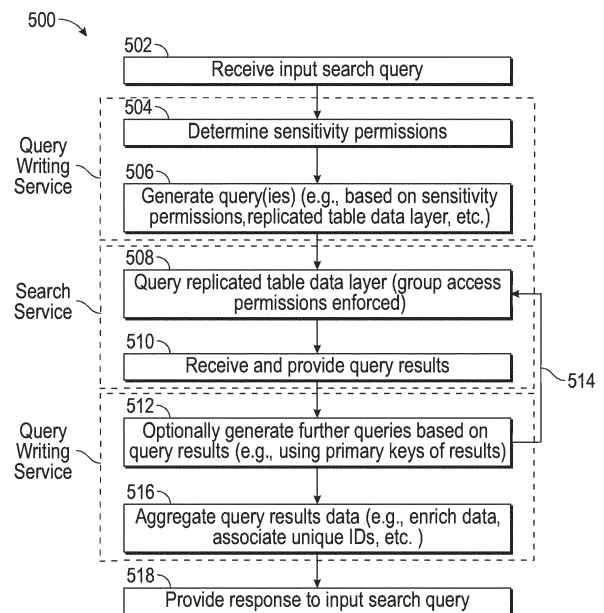 500
502
Receive input search query
504
Determine sensitivity permissions
Query
Writing
Service
506
Generate query(ies) (e.g., based on sensitivity
permissions,replicated table data layer, etc.)
508
Query replicated table data layer (group access
permissions enforced)
Search
Service
510
Receive and provide query results
514
512
Optionally generate further queries based on
query results (e.g., using primary keys of results)
Query
Writing
Service
516
Aggregate query results data (e.g., enrich data,
associate unique IDs, etc. )
518
Provide response to input search query